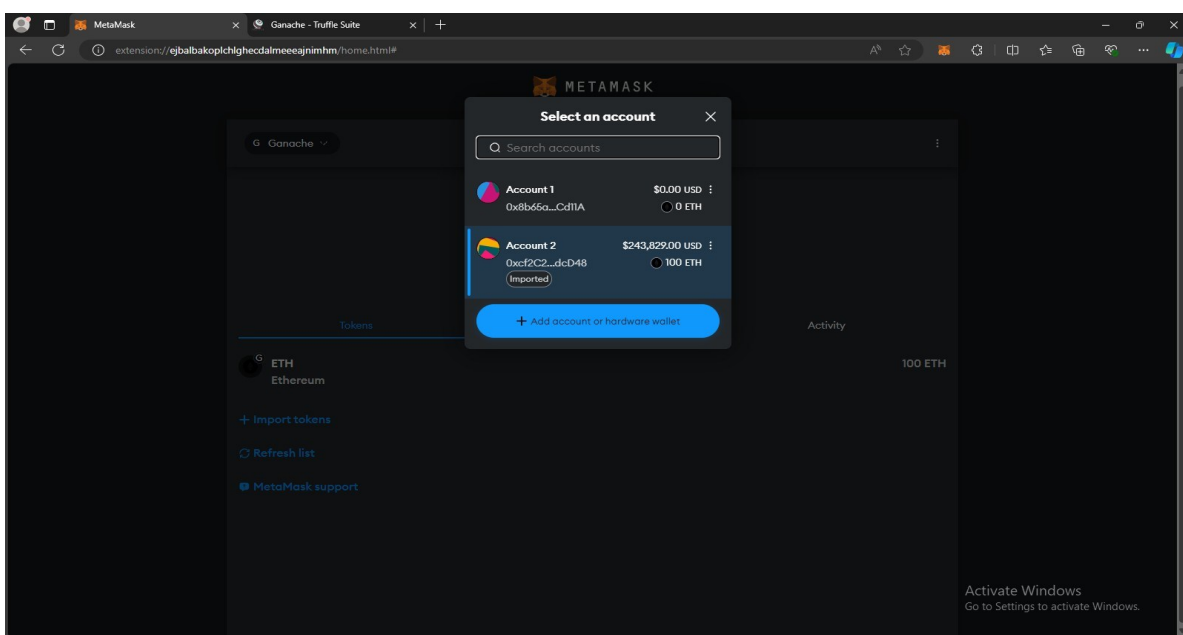 MetaMask
Ganache - Truffle Suite
extension://ejbalbakoplchlghecdalmeeeajnimhm/home.html#
METAMASK
Select an account
G Ganache
Search accounts
Account 1 $0.00 USD
0x8b65a...Cd11A 0 ETH
Account 2 $243,829.00 USD
0xcf2C2...dcD48 100 ETH
Imported
+ Add account or hardware wallet
Tokens Activity
G
ETH 100 ETH
Ethereum
+ Import tokens
Refresh list
MetaMask support
Activate Windows
Go to Settings to activate Windows.